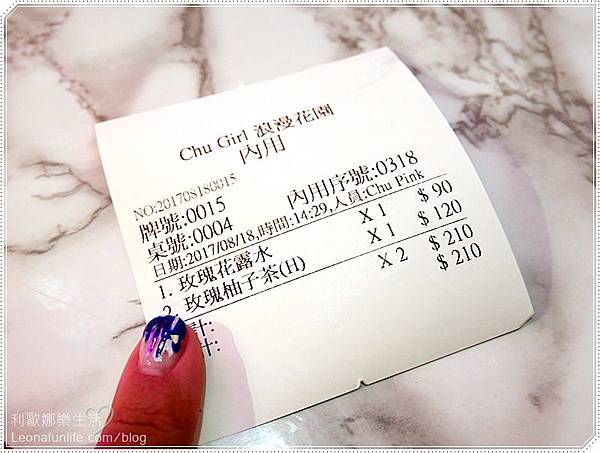 Chu Girl 浪漫花園
內用
NO:201708180015
牌號:0015 內用序號:0318
桌號:0004
日期:2017/08/18,時間:14:29,人員:Chu Pink
1. 玫瑰花露水 X 1 $ 90
2. 玫瑰柚子茶(H) X 1 $ 120
計: X 2 $ 210
計: $ 210
利歐娜樂生活
Leonafunlife.com/blog